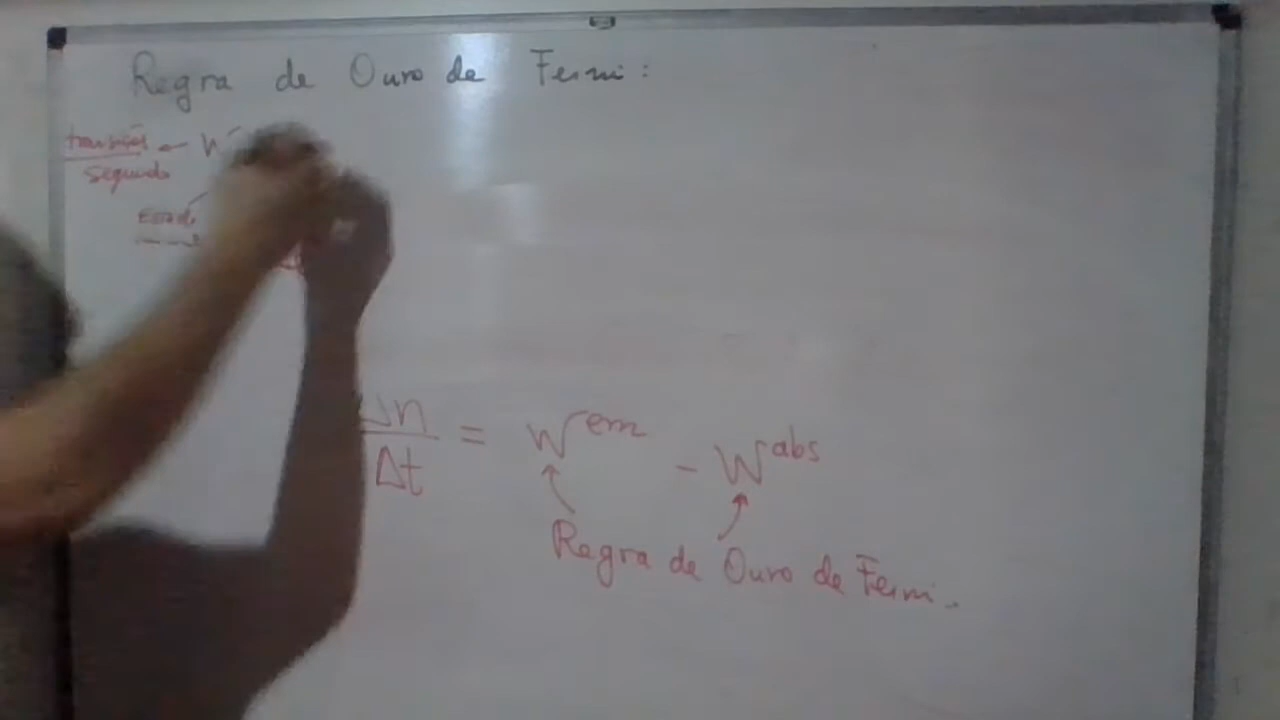 Regra de Ouro de Fermi:
transições ← W
segundo
Estado
Δn
Δt
= W^em - W^abs
Regra de Ouro de Fermi.